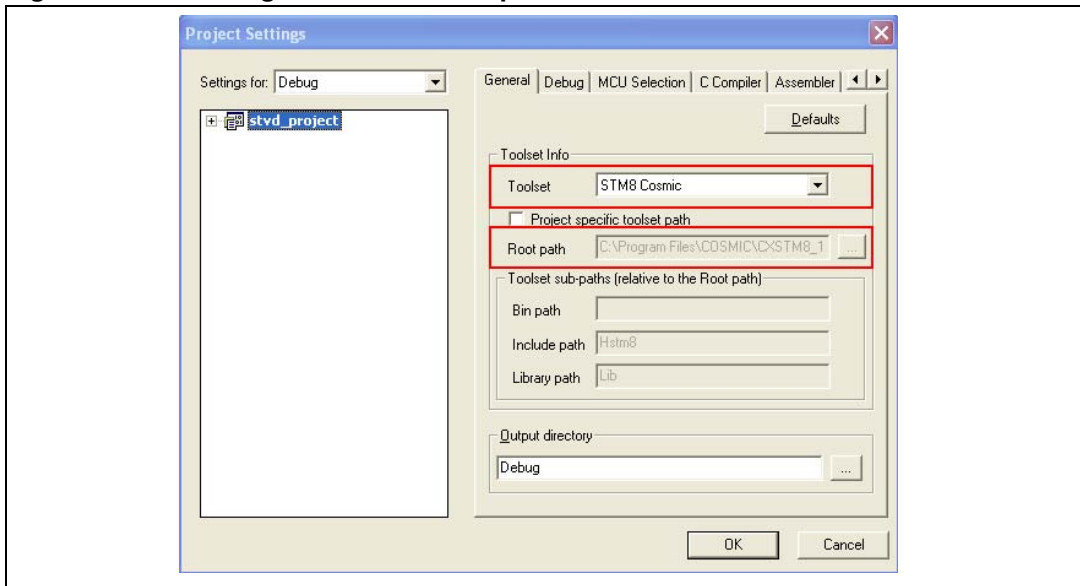 Project Settings
Settings for: Debug
stvd_project
General Debug MCU Selection C Compiler Assembler
Defaults
Toolset Info
Toolset STM8 Cosmic
Project specific toolset path
Root path C:\Program Files\COSMIC\CXSTM8_1 ...
Toolset sub-paths (relative to the Root path)
Bin path
Include path Hstm8
Library path Lib
Output directory
Debug ...
OK Cancel